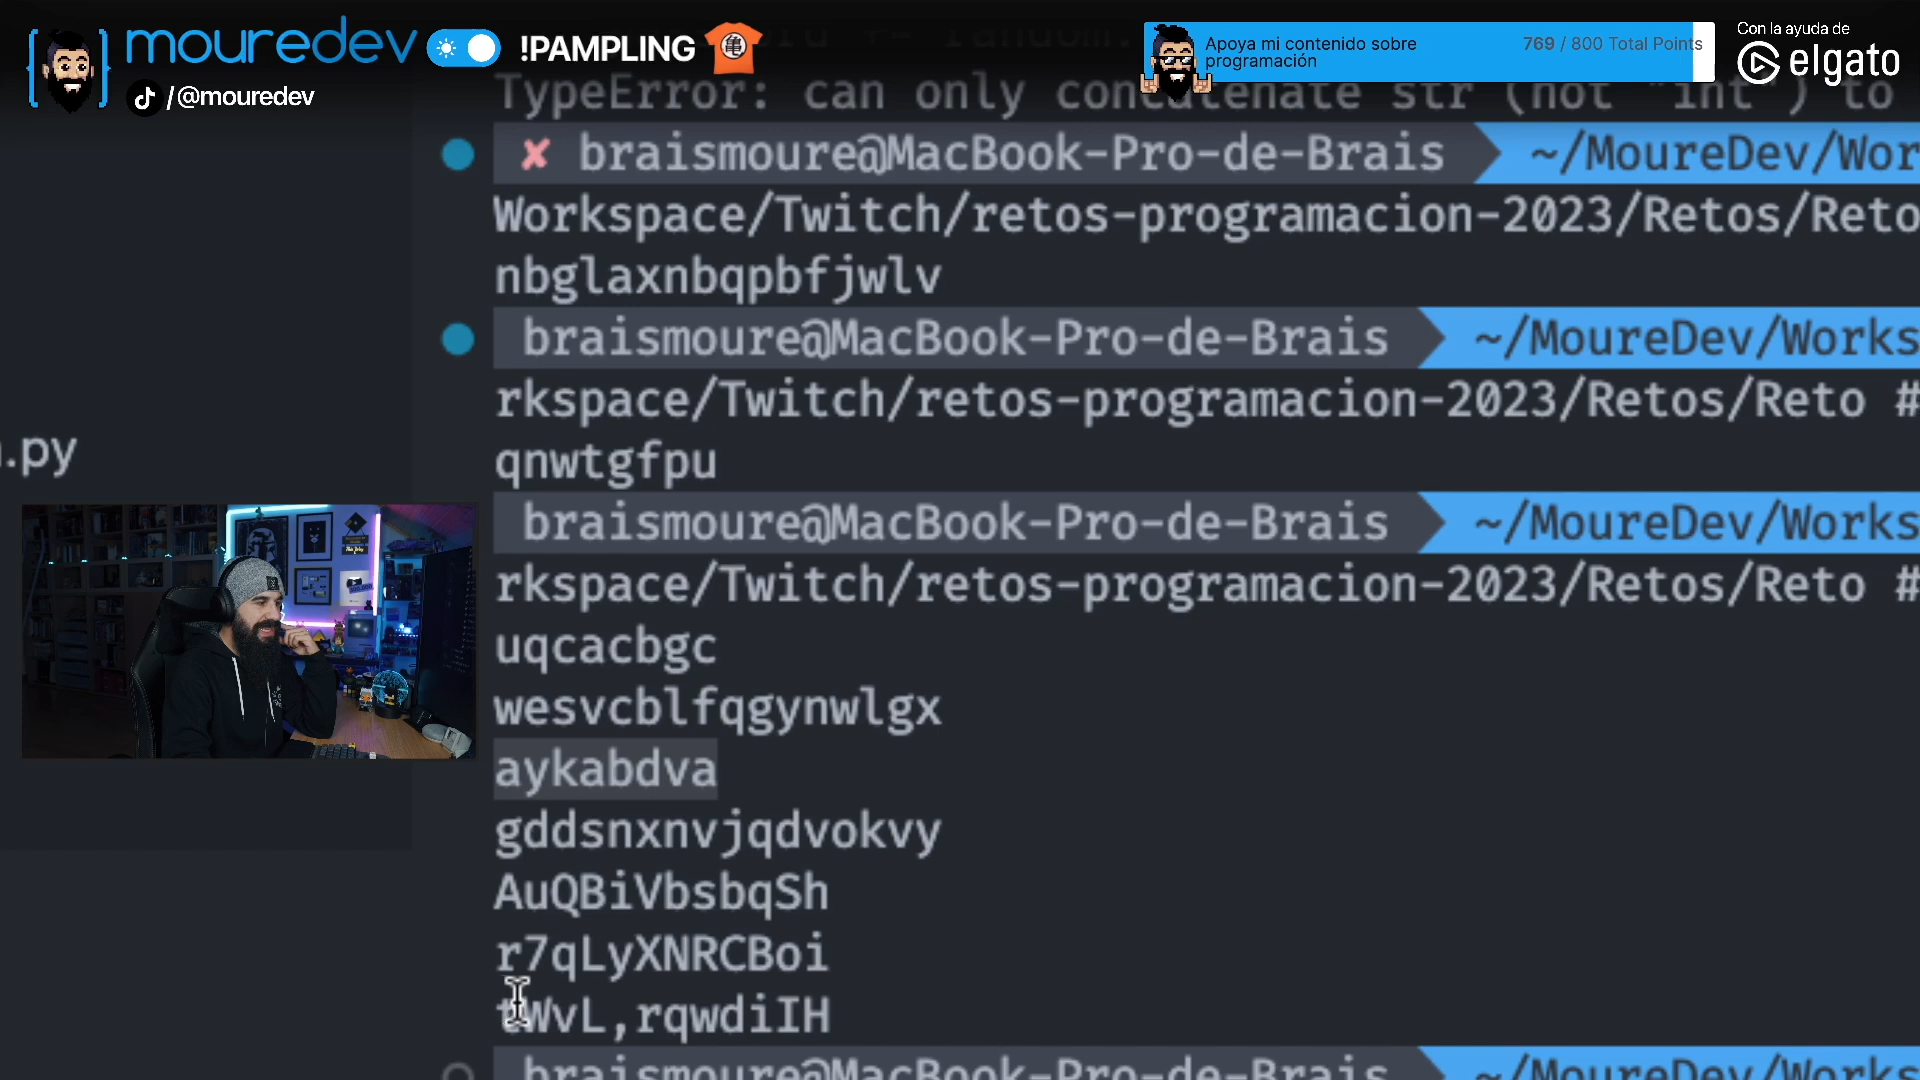 mouredev
!PAMPLING
/@mouredev
Apoya mi contenido sobre
programación
769 / 800 Total Points
Con la ayuda de
elgato
TypeError: can only concatenate str (not "int") to
✘ braismoure@MacBook-Pro-de-Brais ~/MoureDev/Wor
Workspace/Twitch/retos-programacion-2023/Retos/Reto
nbglaxnbqpbfjwlv
braismoure@MacBook-Pro-de-Brais ~/MoureDev/Works
rkspace/Twitch/retos-programacion-2023/Retos/Reto #
qnwtgfpu
.py
braismoure@MacBook-Pro-de-Brais ~/MoureDev/Works
rkspace/Twitch/retos-programacion-2023/Retos/Reto #
uqcacbgc
wesvcblfqgynwlgx
aykabdva
gddsnxnvjqdvokvy
AuQBiVbsbqSh
r7qLyXNRCBoi
tWvL,rqwdiIH
braismoure@MacBook-Pro-de-Brais ~/MoureDev/Works